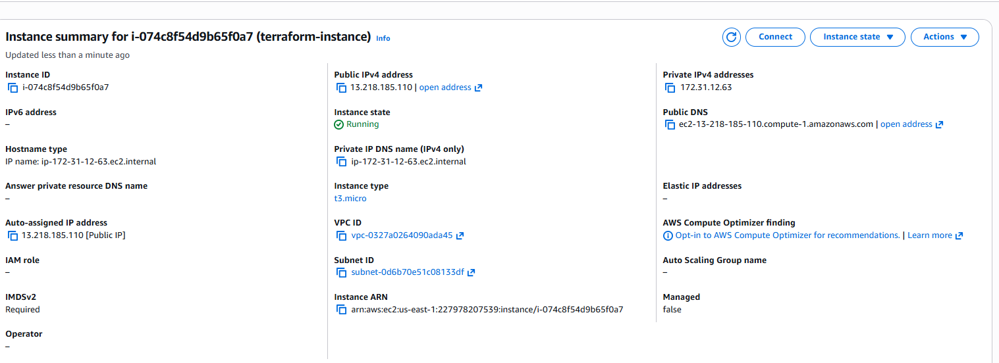 Instance summary for i-074c8f54d9b65f0a7 (terraform-instance) Info
Connect
Instance state
Actions
Updated less than a minute ago
Instance ID
i-074c8f54d9b65f0a7
Public IPv4 address
13.218.185.110 | open address
Private IPv4 addresses
172.31.12.63
IPv6 address
–
Instance state
Running
Public DNS
ec2-13-218-185-110.compute-1.amazonaws.com | open address
Hostname type
IP name: ip-172-31-12-63.ec2.internal
Private IP DNS name (IPv4 only)
ip-172-31-12-63.ec2.internal
Answer private resource DNS name
–
Instance type
t3.micro
Elastic IP addresses
–
Auto-assigned IP address
13.218.185.110 [Public IP]
VPC ID
vpc-0327a0264090ada45
AWS Compute Optimizer finding
Opt-in to AWS Compute Optimizer for recommendations. | Learn more
IAM role
–
Subnet ID
subnet-0d6b70e51c08133df
Auto Scaling Group name
–
IMDSv2
Required
Instance ARN
arn:aws:ec2:us-east-1:227978207539:instance/i-074c8f54d9b65f0a7
Managed
false
Operator
–